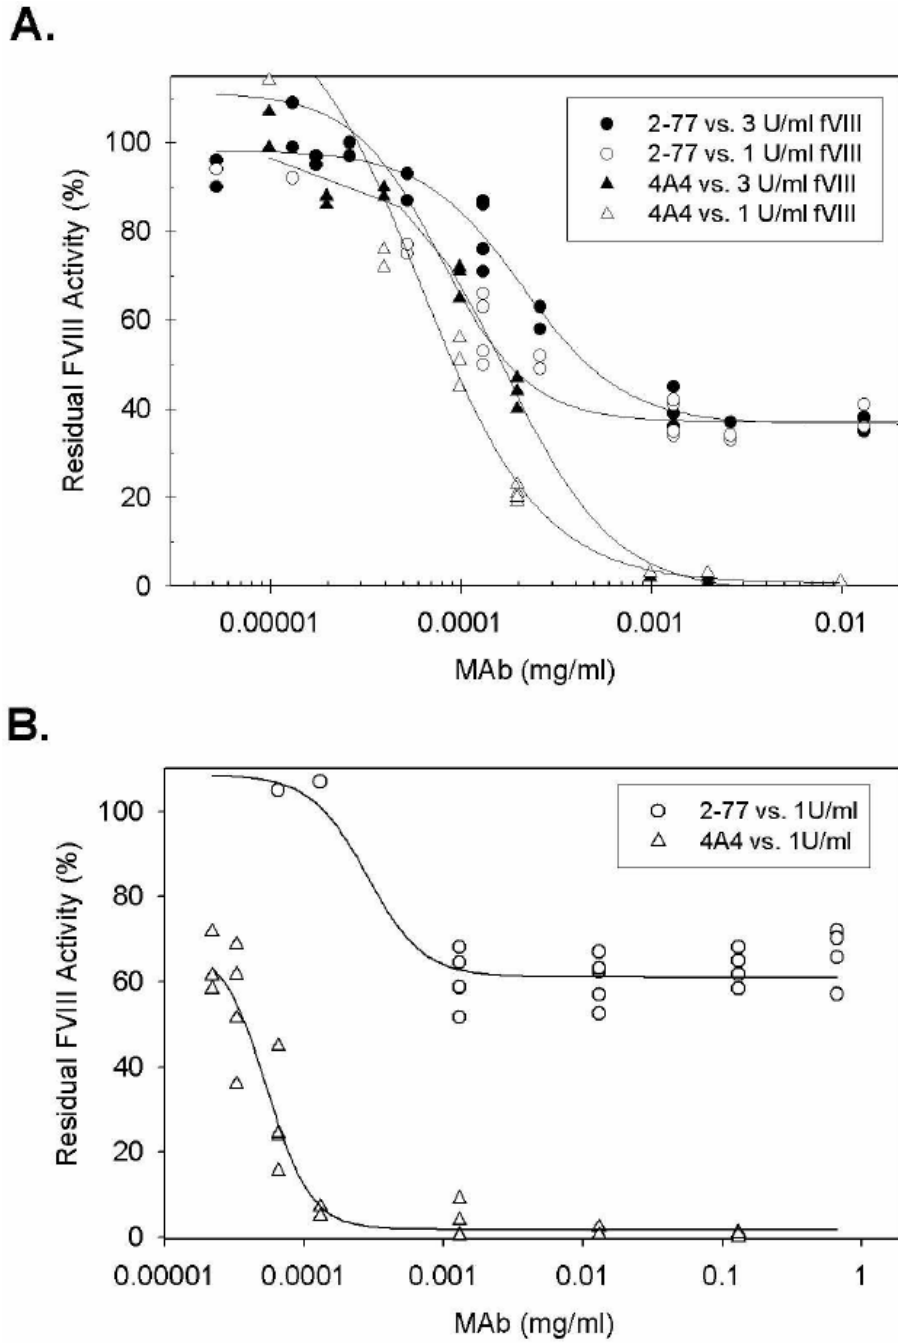 A.
Residual FVIII Activity (%)
100
80
60
40
20
0
2-77 vs. 3 U/ml fVIII
2-77 vs. 1 U/ml fVIII
4A4 vs. 3 U/ml fVIII
4A4 vs. 1 U/ml fVIII
0.00001 0.0001 0.001 0.01
MAb (mg/ml)
B.
Residual FVIII Activity (%)
100
80
60
40
20
0
2-77 vs. 1U/ml
4A4 vs. 1U/ml
0.00001 0.0001 0.001 0.01 0.1 1
MAb (mg/ml)